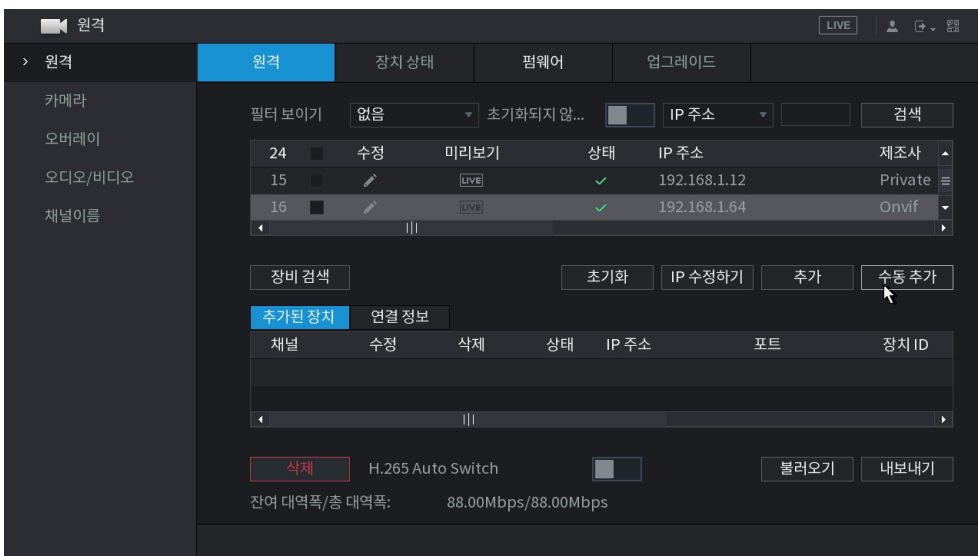 원격 LIVE
> 원격 원격 장치 상태 펌웨어 업그레이드
카메라
오버레이
오디오/비디오
채널이름
필터 보이기 없음 초기화되지 않... IP 주소 검색
24 수정 미리보기 상태 IP 주소 제조사
15 LIVE 192.168.1.12 Private
16 LIVE 192.168.1.64 Onvif
장비 검색 초기화 IP 수정하기 추가 수동 추가
추가된 장치 연결 정보
채널 수정 삭제 상태 IP 주소 포트 장치 ID
삭제 H.265 Auto Switch 불러오기 내보내기
잔여 대역폭/총 대역폭: 88.00Mbps/88.00Mbps